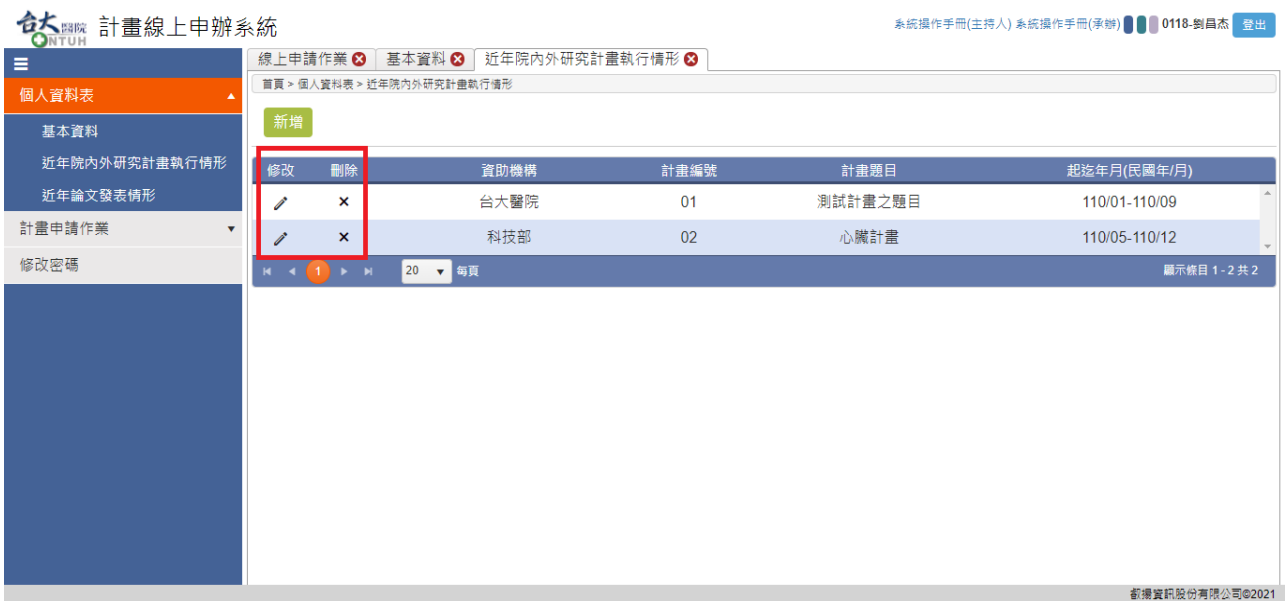 台大醫院 NTUH 計畫線上申辦系統
系統操作手冊(主持人) 系統操作手冊(承辦) 0118-劉昌杰 登出
線上申請作業 基本資料 近年院內外研究計畫執行情形
首頁 > 個人資料表 > 近年院內外研究計畫執行情形
個人資料表
基本資料
近年院內外研究計畫執行情形
近年論文發表情形
計畫申請作業
修改密碼
新增
修改 刪除 資助機構 計畫編號 計畫題目 起迄年月(民國年/月)
台大醫院 01 測試計畫之題目 110/01-110/09
科技部 02 心臟計畫 110/05-110/12
1 20 每頁 顯示條目 1 - 2 共 2
叡揚資訊股份有限公司©2021